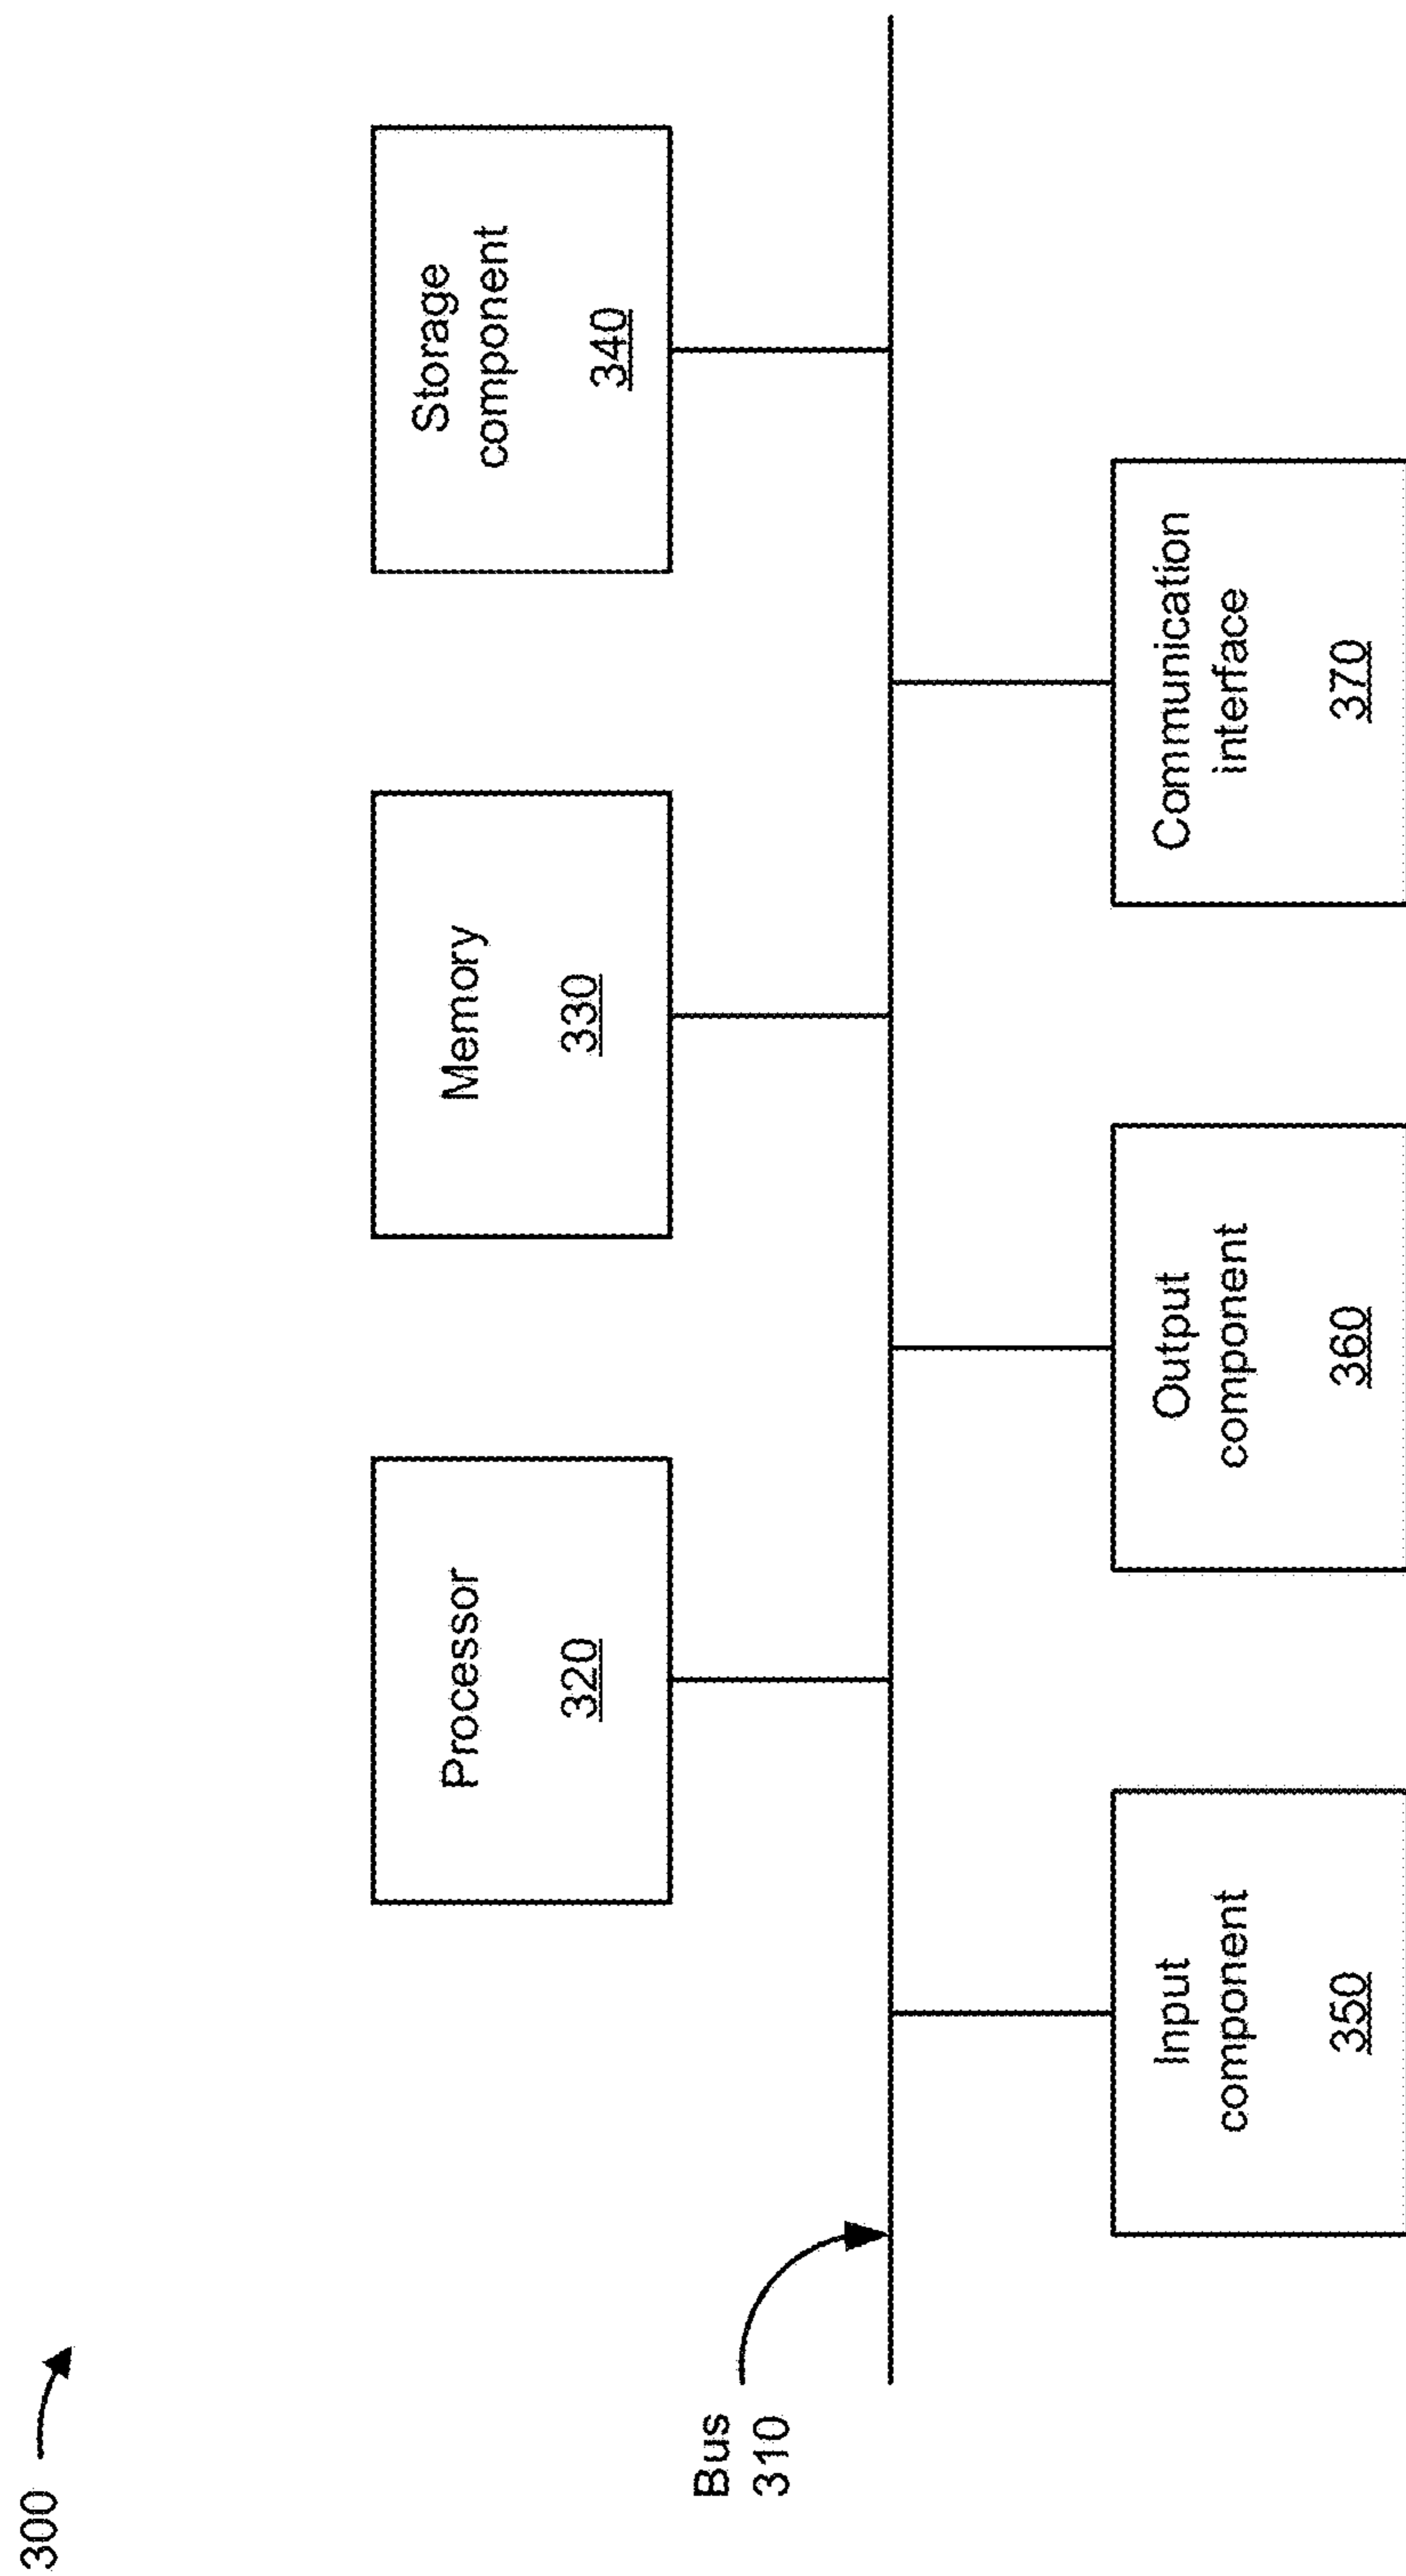 300
Bus
310
Processor
320
Memory
330
Storage
component
340
Input
component
350
Output
component
360
Communication
interface
370